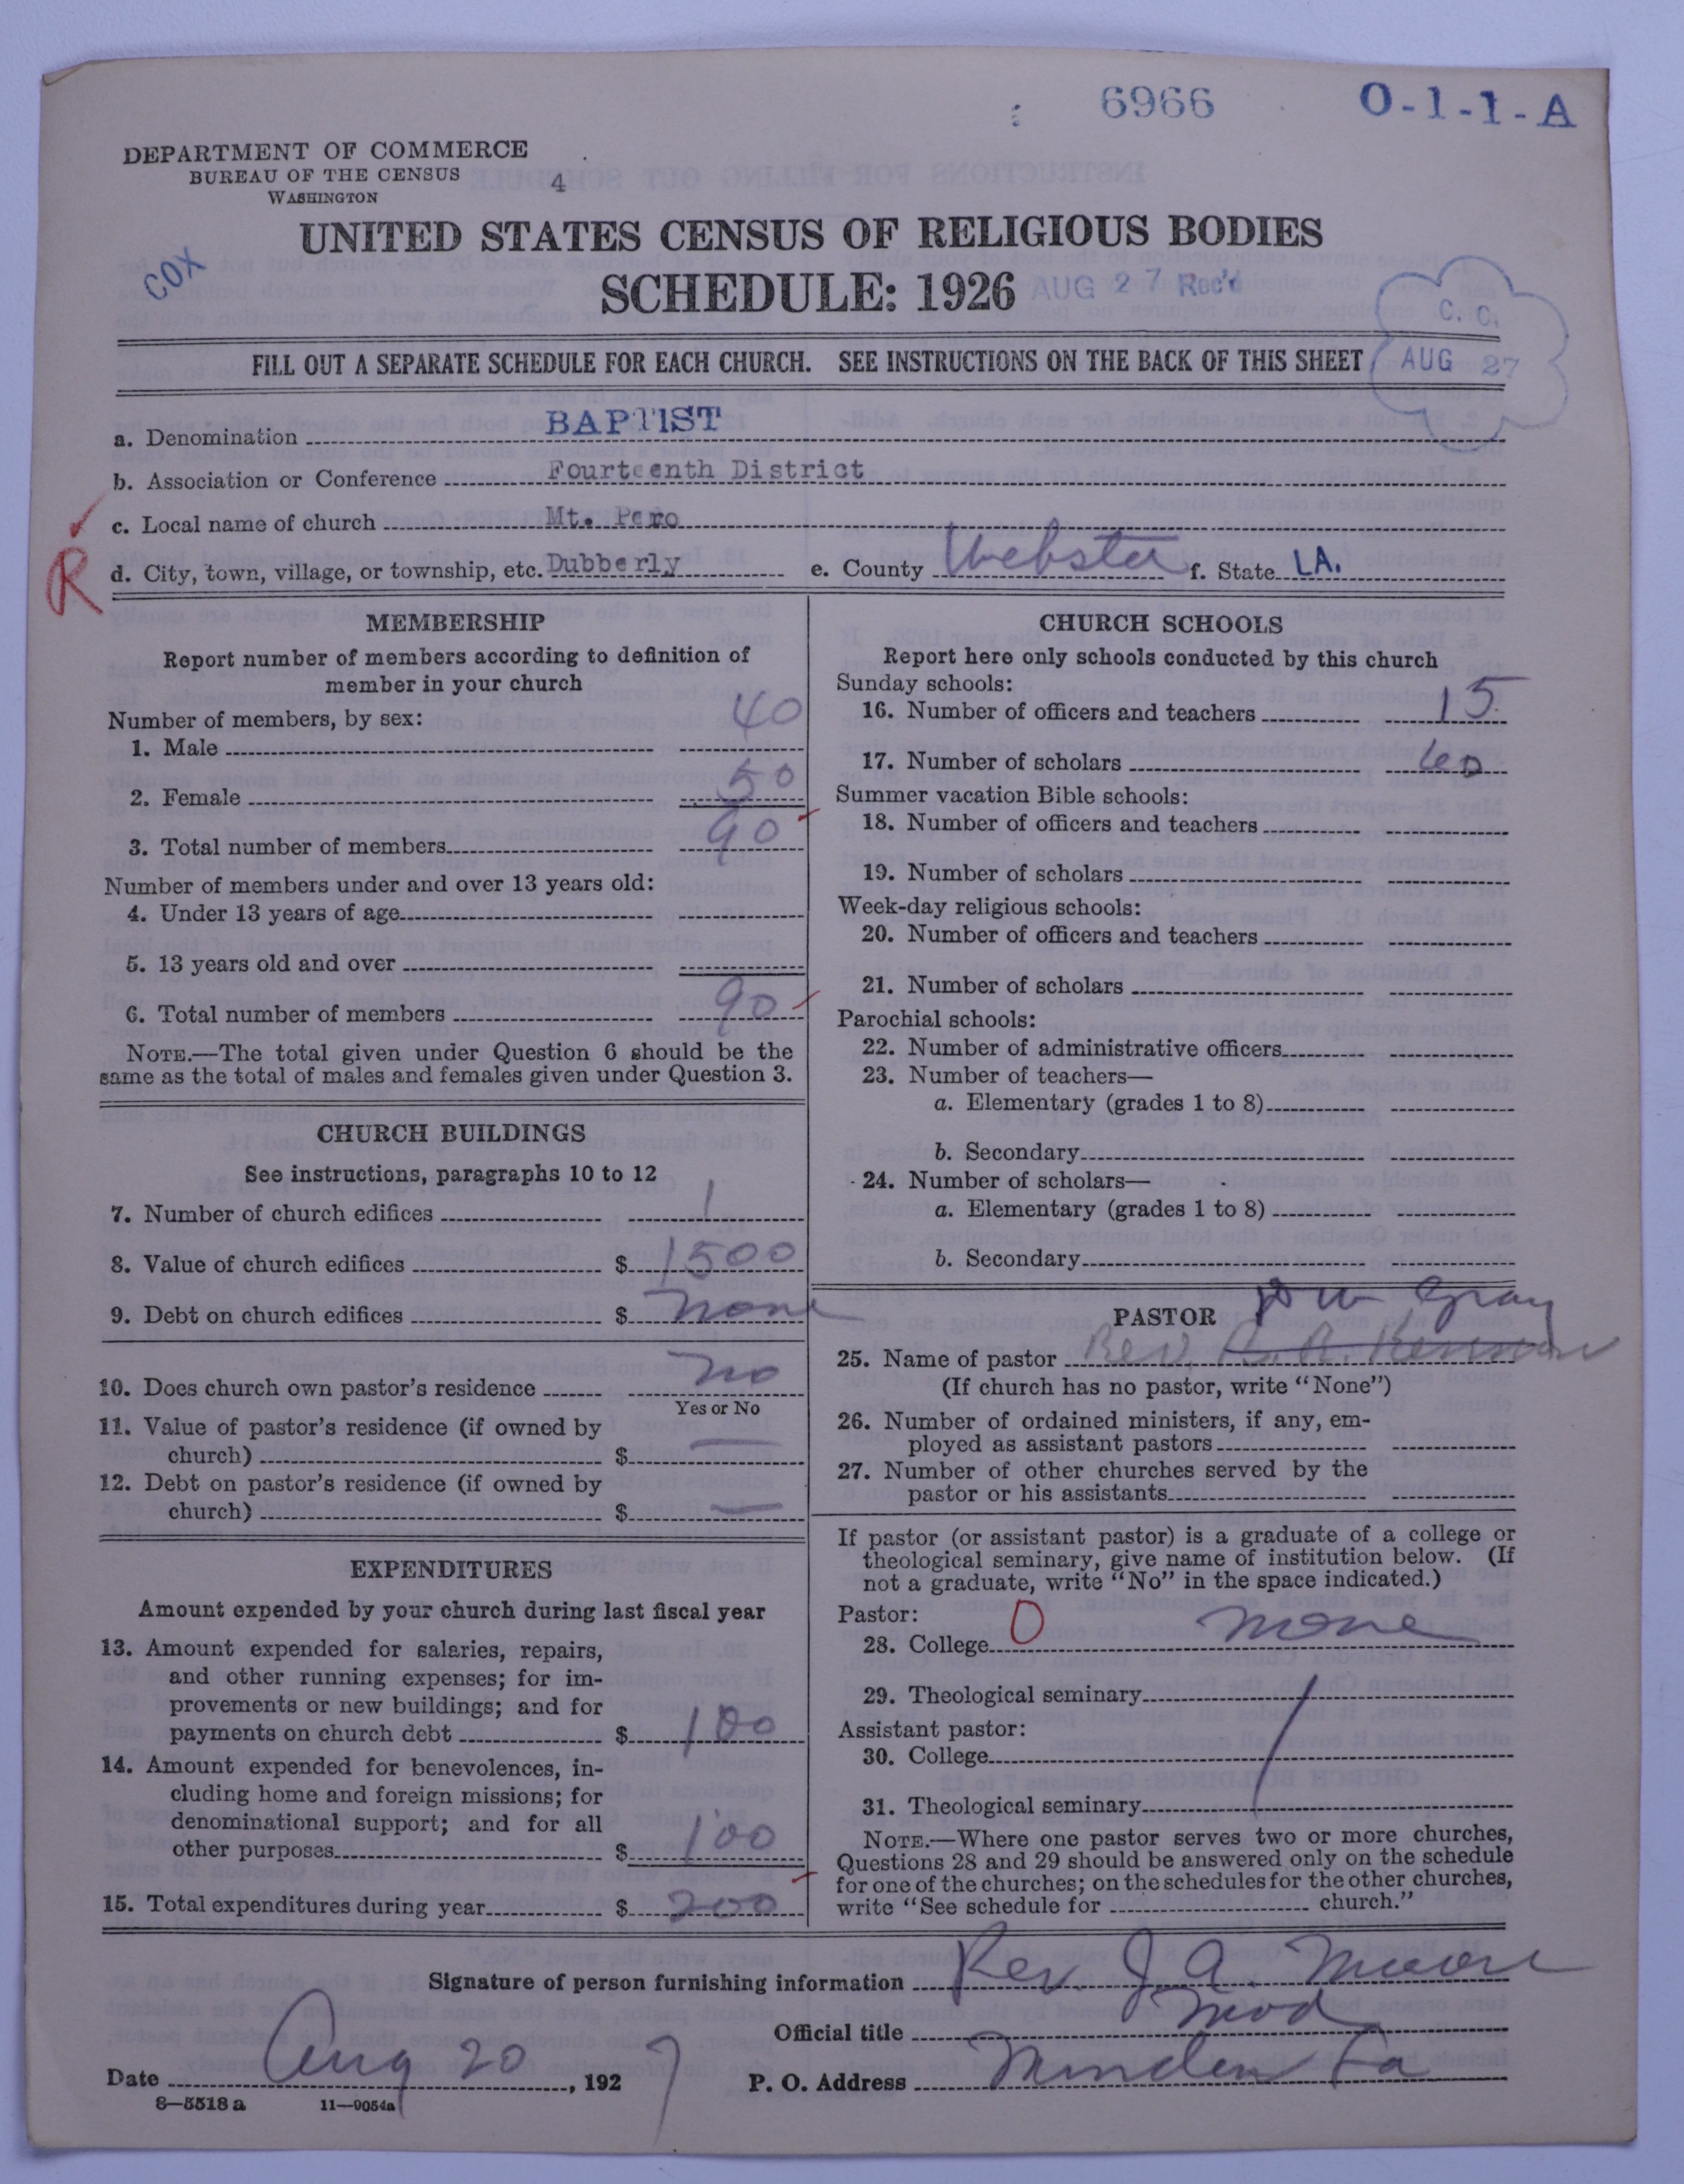 6966 O-1-1-A
DEPARTMENT OF COMMERCE
BUREAU OF THE CENSUS
WASHINGTON
4
UNITED STATES CENSUS OF RELIGIOUS BODIES
COX
SCHEDULE: 1926 AUG 27 Rec'd
C. C.
AUG 27
FILL OUT A SEPARATE SCHEDULE FOR EACH CHURCH. SEE INSTRUCTIONS ON THE BACK OF THIS SHEET
a. Denomination BAPTIST
b. Association or Conference Fourteenth District
c. Local name of church Mt. Pero
R
d. City, town, village, or township, etc. Dubberly e. County Webster f. State LA.
MEMBERSHIP
Report number of members according to definition of
member in your church
Number of members, by sex:
1. Male 40
2. Female 50
3. Total number of members 90
Number of members under and over 13 years old:
4. Under 13 years of age
5. 13 years old and over
6. Total number of members 90
NOTE.—The total given under Question 6 should be the
same as the total of males and females given under Question 3.
CHURCH BUILDINGS
See instructions, paragraphs 10 to 12
7. Number of church edifices 1
8. Value of church edifices $ 1500
9. Debt on church edifices $ none
10. Does church own pastor's residence no
Yes or No
11. Value of pastor's residence (if owned by
church) $ —
12. Debt on pastor's residence (if owned by
church) $ —
EXPENDITURES
Amount expended by your church during last fiscal year
13. Amount expended for salaries, repairs,
and other running expenses; for im-
provements or new buildings; and for
payments on church debt $ 100
14. Amount expended for benevolences, in-
cluding home and foreign missions; for
denominational support; and for all
other purposes $ 100
15. Total expenditures during year $ 200
CHURCH SCHOOLS
Report here only schools conducted by this church
Sunday schools:
16. Number of officers and teachers 15
17. Number of scholars 60
Summer vacation Bible schools:
18. Number of officers and teachers
19. Number of scholars
Week-day religious schools:
20. Number of officers and teachers
21. Number of scholars
Parochial schools:
22. Number of administrative officers
23. Number of teachers—
a. Elementary (grades 1 to 8)
b. Secondary
24. Number of scholars—
a. Elementary (grades 1 to 8)
b. Secondary
PASTOR D W Gray
25. Name of pastor Rev.
(If church has no pastor, write "None")
26. Number of ordained ministers, if any, em-
ployed as assistant pastors
27. Number of other churches served by the
pastor or his assistants
If pastor (or assistant pastor) is a graduate of a college or
theological seminary, give name of institution below. (If
not a graduate, write "No" in the space indicated.)
Pastor:
28. College O none
29. Theological seminary
Assistant pastor:
30. College
31. Theological seminary
NOTE.—Where one pastor serves two or more churches,
Questions 28 and 29 should be answered only on the schedule
for one of the churches; on the schedules for the other churches,
write "See schedule for church."
Signature of person furnishing information Rev. J A. Moore
Official title Mod
Date Aug 20, 1927 P. O. Address Minden La
8—5518 a 11—9054a